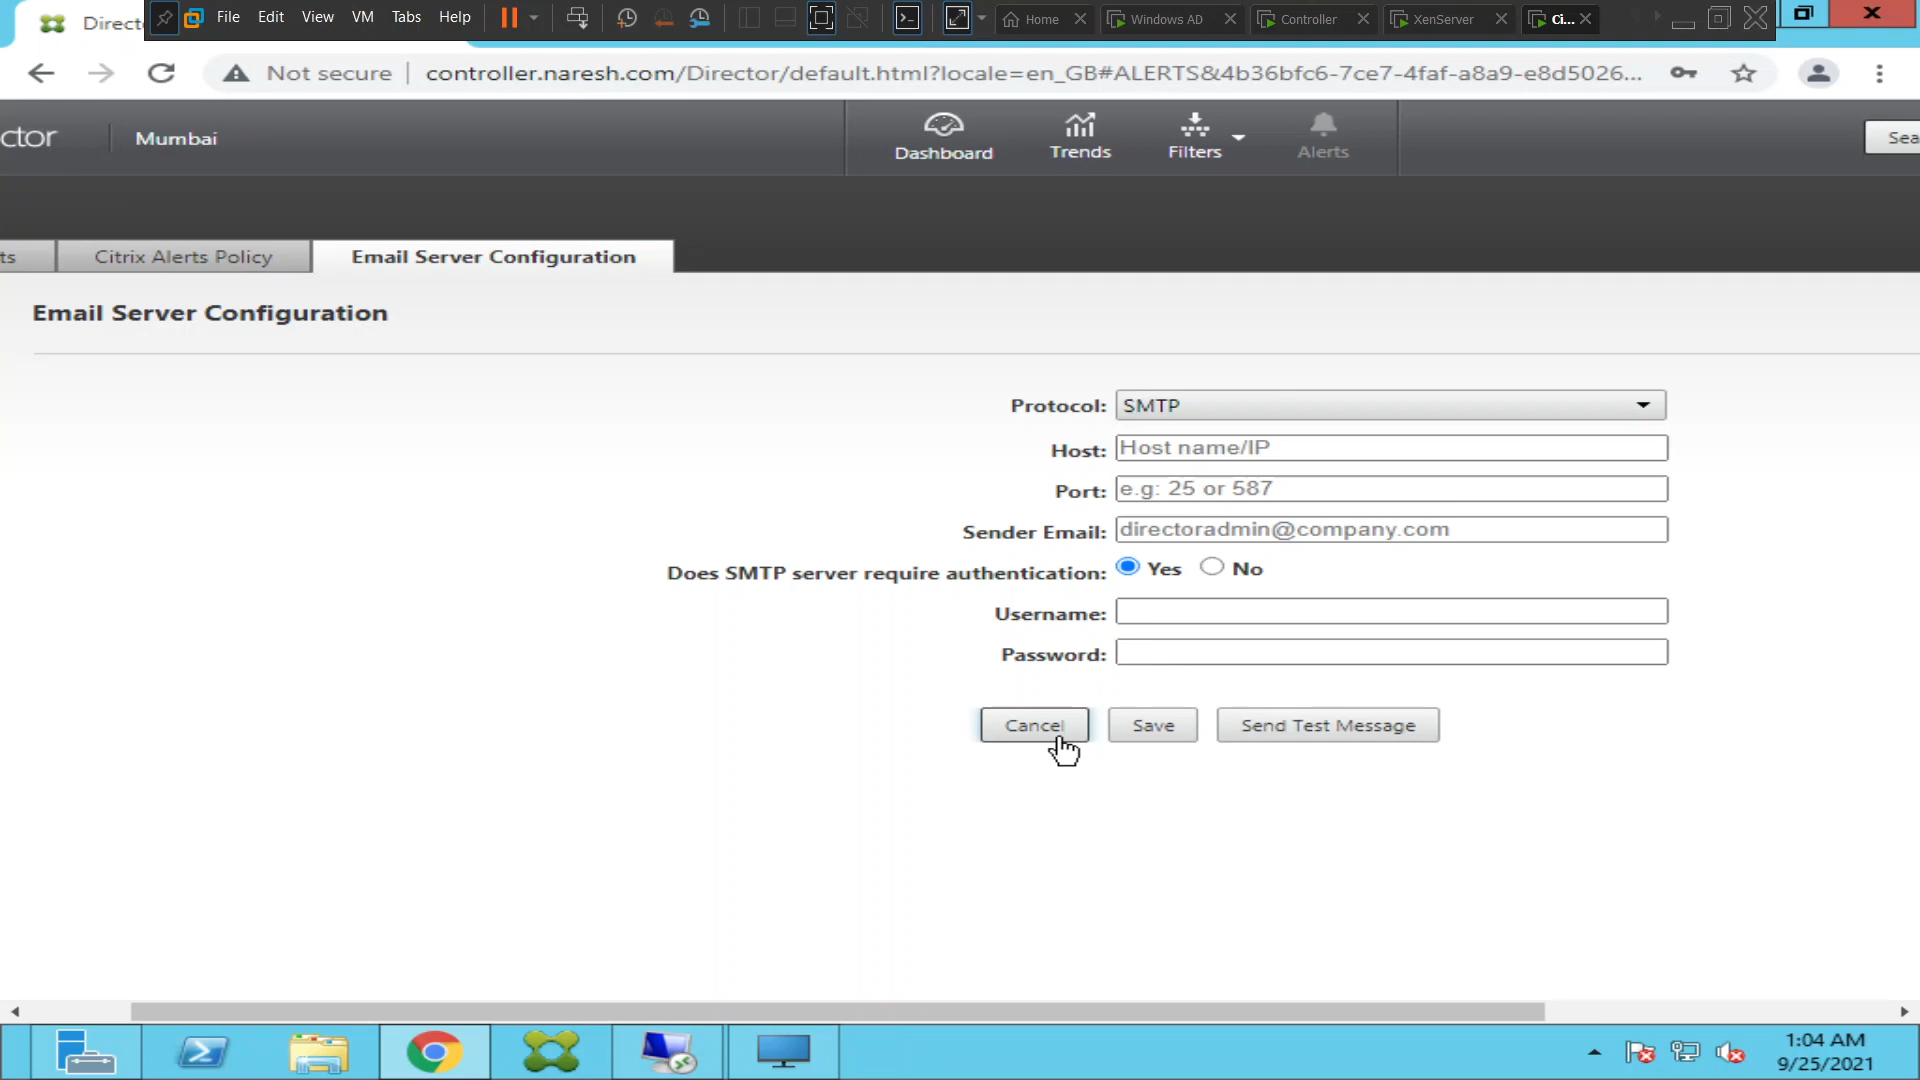 Direct
File Edit View VM Tabs Help
Home
Windows AD
Controller
XenServer
Ci...
Not secure
controller.naresh.com/Director/default.html?locale=en_GB#ALERTS&4b36bfc6-7ce7-4faf-a8a9-e8d5026...
ctor
Mumbai
Dashboard
Trends
Filters
Alerts
Sea
ts
Citrix Alerts Policy
Email Server Configuration
Email Server Configuration
Protocol: SMTP
Host: Host name/IP
Port: e.g: 25 or 587
Sender Email: directoradmin@company.com
Does SMTP server require authentication: Yes No
Username:
Password:
Cancel
Save
Send Test Message
1:04 AM
9/25/2021